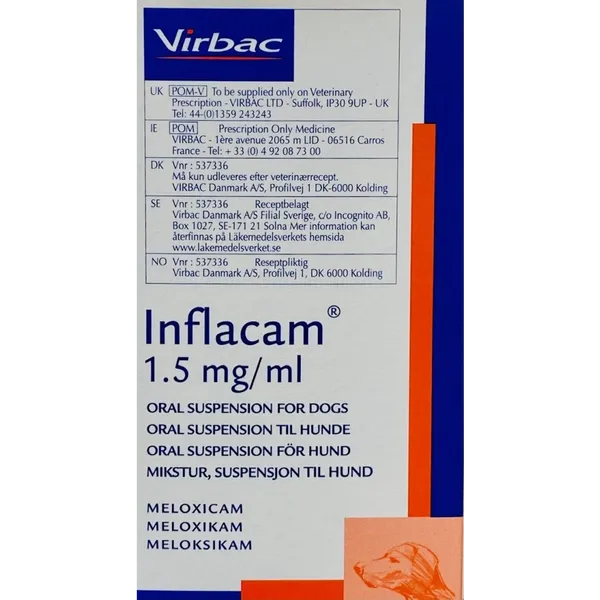 Virbac
UK POM-V To be supplied only on Veterinary
Prescription - VIRBAC LTD - Suffolk, IP30 9UP - UK
Tel: 44-(0)1359 243243
IE POM Prescription Only Medicine
VIRBAC - 1ère avenue 2065 m LID - 06516 Carros
France - Tel : + 33 (0) 4 92 08 73 00
DK Vnr : 537336
Må kun udleveres efter veterinærrecept.
VIRBAC Danmark A/S, Profilvej 1 DK-6000 Kolding
SE Vnr : 537336 Receptbelagt
Virbac Danmark A/S Filial Sverige, c/o Incognito AB,
Box 1027, SE-171 21 Solna Mer information kan
återfinnas på Läkemedelsverkets hemsida
www.lakemedelsverket.se
NO Vnr : 537336 Reseptpliktig
Virbac Danmark A/S, Profilvej 1, DK 6000 Kolding
Inflacam®
1.5 mg/ml
ORAL SUSPENSION FOR DOGS
ORAL SUSPENSION TIL HUNDE
ORAL SUSPENSION FÖR HUND
MIKSTUR, SUSPENSJON TIL HUND
MELOXICAM
MELOXIKAM
MELOKSIKAM